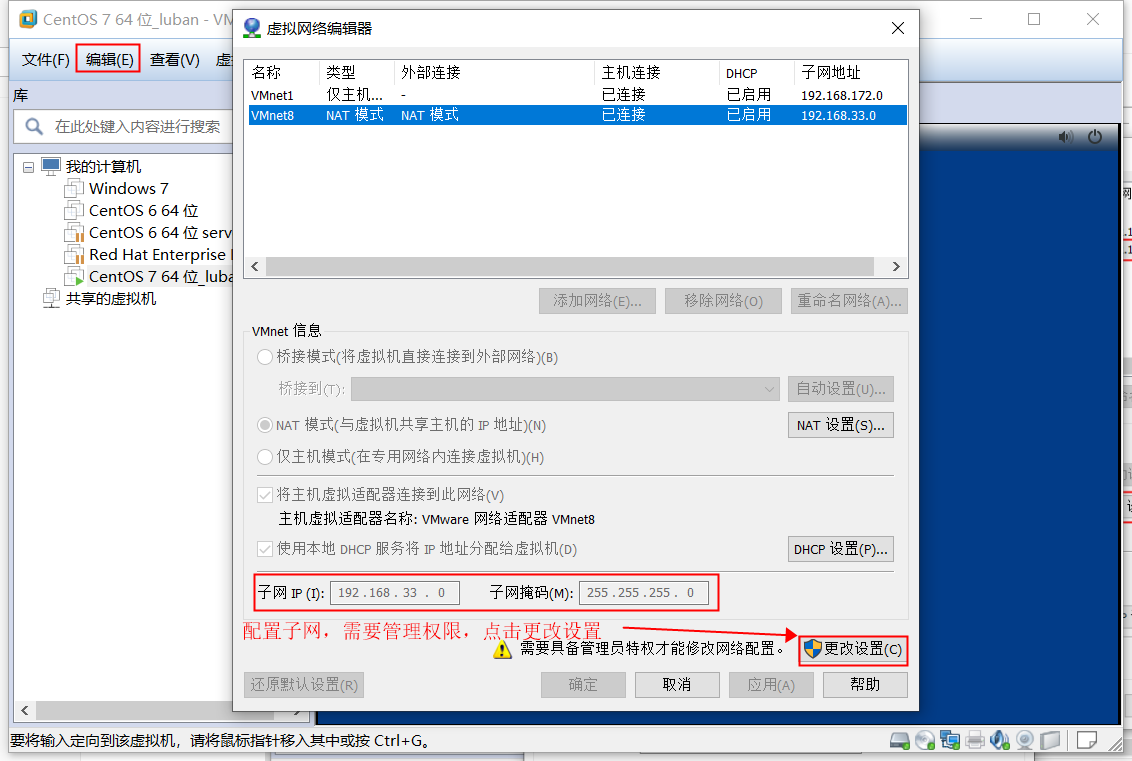 CentOS 7 64 位_luban - VM
虚拟网络编辑器
文件(F) 编辑(E) 查看(V) 虚
库
在此处键入内容进行搜索
我的计算机
Windows 7
CentOS 6 64 位
CentOS 6 64 位 serv
Red Hat Enterprise
CentOS 7 64 位_luba
共享的虚拟机
名称 类型 外部连接 主机连接 DHCP 子网地址
VMnet1 仅主机... - 已连接 已启用 192.168.172.0
VMnet8 NAT 模式 NAT 模式 已连接 已启用 192.168.33.0
添加网络(E)... 移除网络(O) 重命名网络(A)...
VMnet 信息
桥接模式(将虚拟机直接连接到外部网络)(B)
桥接到(T): 自动设置(U)...
NAT 模式(与虚拟机共享主机的 IP 地址)(N) NAT 设置(S)...
仅主机模式(在专用网络内连接虚拟机)(H)
将主机虚拟适配器连接到此网络(V)
主机虚拟适配器名称: VMware 网络适配器 VMnet8
使用本地 DHCP 服务将 IP 地址分配给虚拟机(D) DHCP 设置(P)...
子网 IP (I): 192 . 168 . 33 . 0 子网掩码(M): 255 . 255 . 255 . 0
配置子网，需要管理权限，点击更改设置
需要具备管理员特权才能修改网络配置。 更改设置(C)
还原默认设置(R) 确定 取消 应用(A) 帮助
要将输入定向到该虚拟机，请将鼠标指针移入其中或按 Ctrl+G。